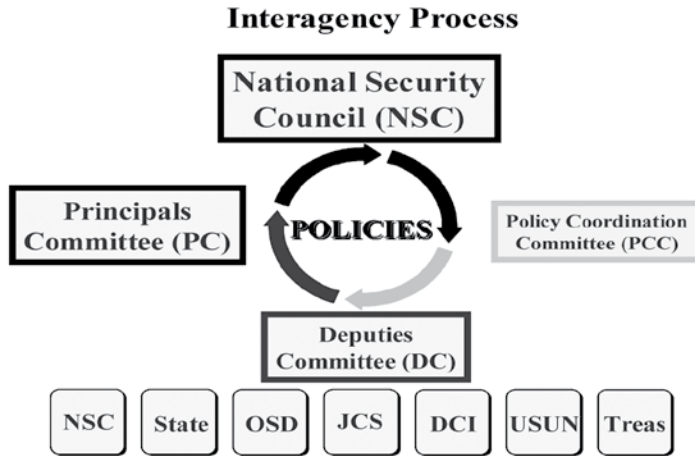 Interagency Process
National Security
Council (NSC)
Principals
Committee (PC)
POLICIES
Policy Coordination
Committee (PCC)
Deputies
Committee (DC)
NSC
State
OSD
JCS
DCI
USUN
Treas